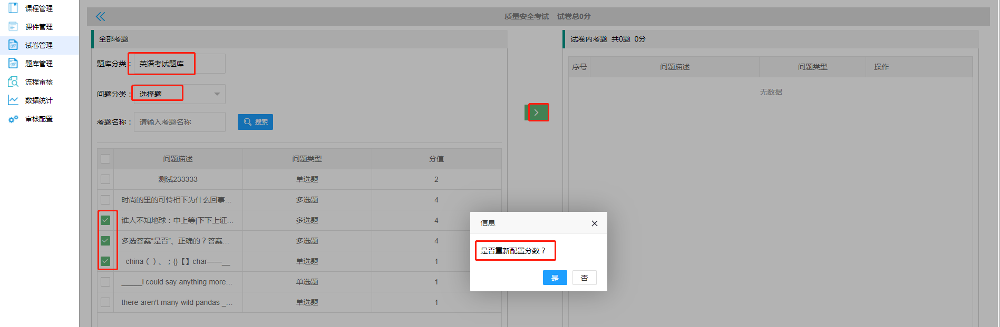 课程管理
课件管理
试卷管理
题库管理
流程审核
数据统计
审核配置
质量安全考试 试卷总0分
全部考题
题库分类： 英语考试题库
问题分类： 选择题
考题名称： 请输入考题名称 搜索
问题描述 问题类型 分值
测试233333 单选题 2
时尚的里的可怜相下为什么回事... 多选题 4
谁人不知地球：中上等|下下上证... 多选题 4
多选答案“是否”、正确的？答案... 多选题 4
china（ ）、；{}【】char——__ 单选题 1
_____i could say anything more... 单选题 1
there aren't many wild pandas _... 单选题 1
试卷内考题 共0题 0分
序号 问题描述 问题类型 操作
无数据
信息
是否重新配置分数？
是 否